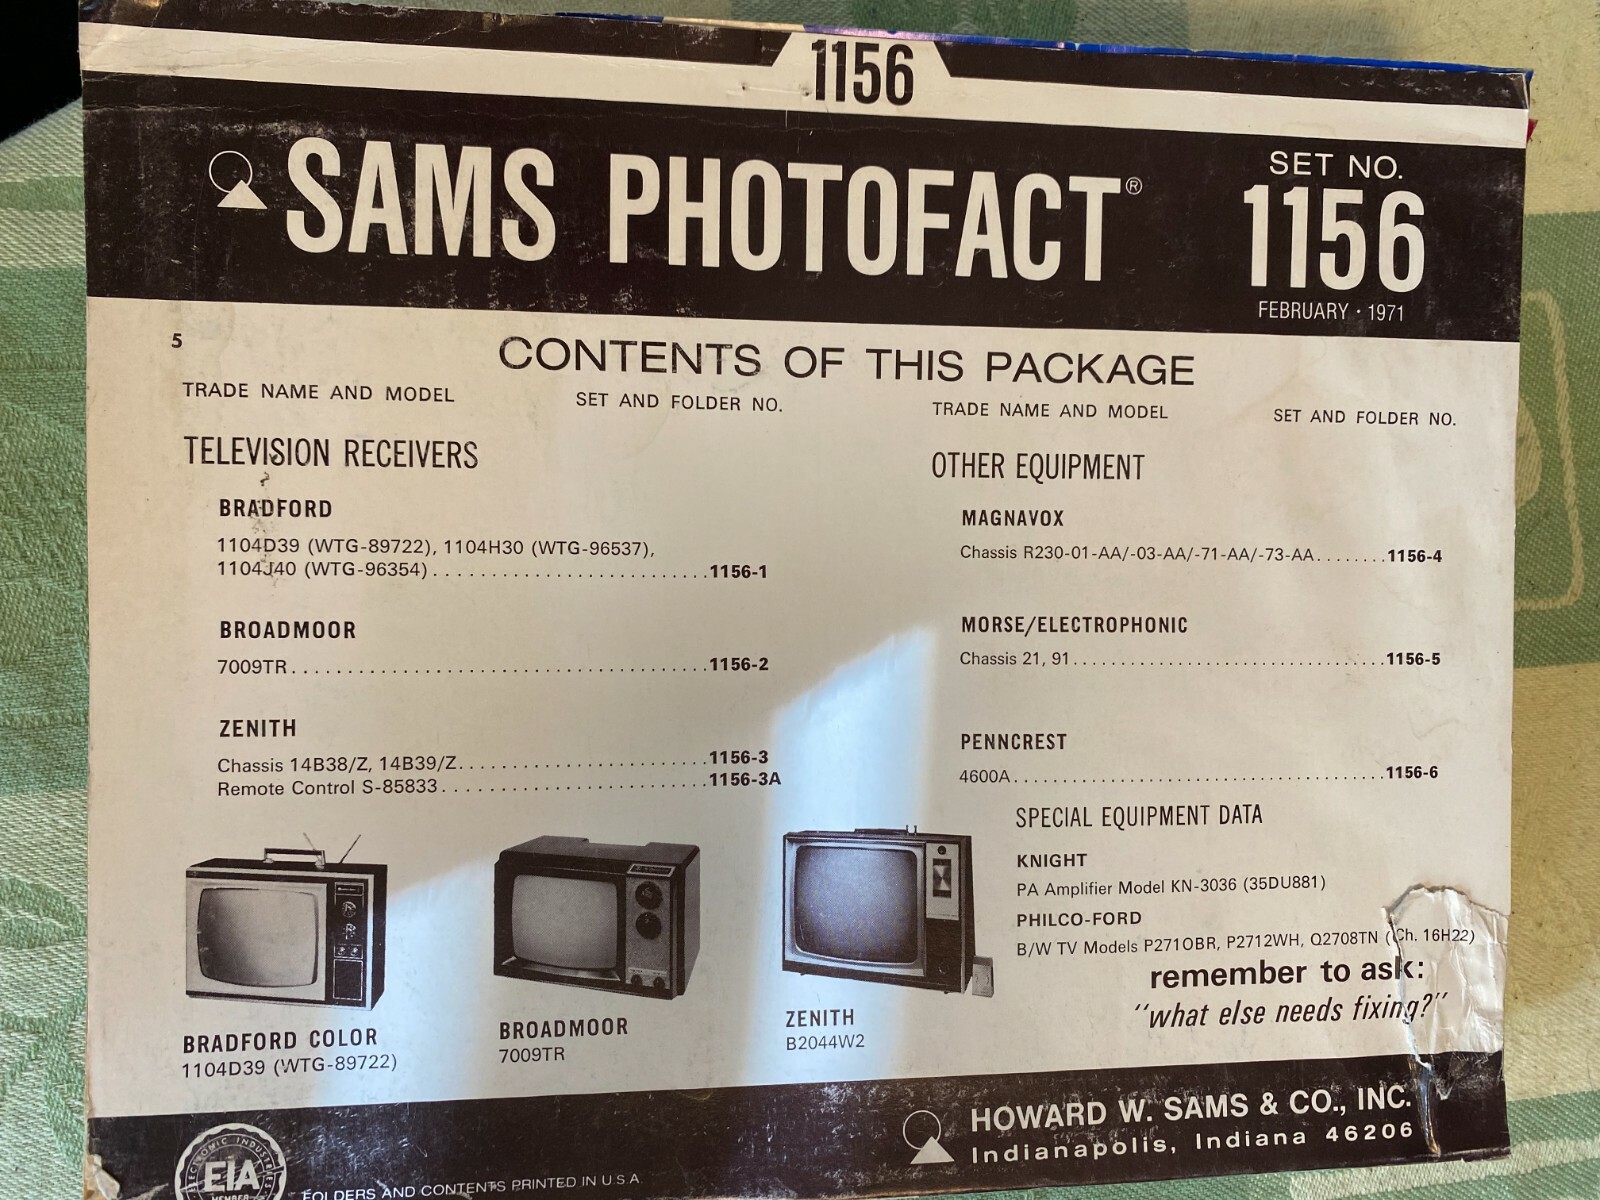 1156
SAMS PHOTOFACT®
SET NO.
1156
FEBRUARY · 1971
5
CONTENTS OF THIS PACKAGE
TRADE NAME AND MODEL SET AND FOLDER NO.
TELEVISION RECEIVERS
BRADFORD
1104D39 (WTG-89722), 1104H30 (WTG-96537),
1104J40 (WTG-96354)........................1156-1
BROADMOOR
7009TR....................................1156-2
ZENITH
Chassis 14B38/Z, 14B39/Z......................1156-3
Remote Control S-85833.......................1156-3A
TRADE NAME AND MODEL SET AND FOLDER NO.
OTHER EQUIPMENT
MAGNAVOX
Chassis R230-01-AA/-03-AA/-71-AA/-73-AA........1156-4
MORSE/ELECTROPHONIC
Chassis 21, 91................................1156-5
PENNCREST
4600A.....................................1156-6
SPECIAL EQUIPMENT DATA
KNIGHT
PA Amplifier Model KN-3036 (35DU881)
PHILCO-FORD
B/W TV Models P2710BR, P2712WH, Q2708TN (Ch. 16H22)
remember to ask:
"what else needs fixing?"
BRADFORD COLOR
1104D39 (WTG-89722)
BROADMOOR
7009TR
ZENITH
B2044W2
HOWARD W. SAMS & CO., INC.
Indianapolis, Indiana 46206
ELECTRONIC INDUSTRIES
EIA
MEMBER
FOLDERS AND CONTENTS PRINTED IN U.S.A.